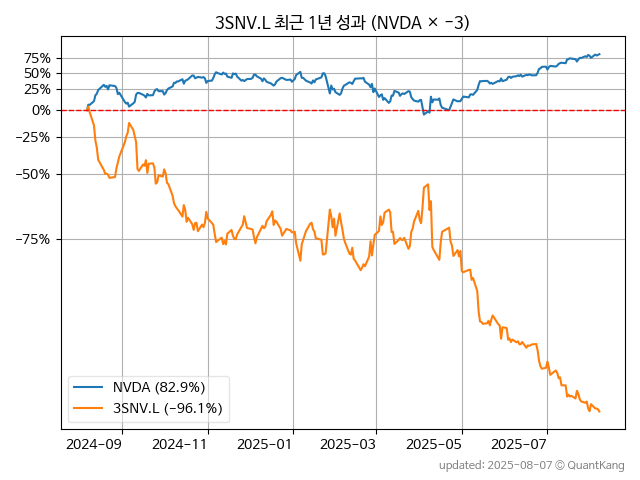 3SNV.L 최근 1년 성과 (NVDA × −3)
75%
50%
25%
0%
−25%
−50%
−75%
NVDA (82.9%)
3SNV.L (−96.1%)
2024-09 2024-11 2025-01 2025-03 2025-05 2025-07
updated: 2025-08-07 © QuantKang